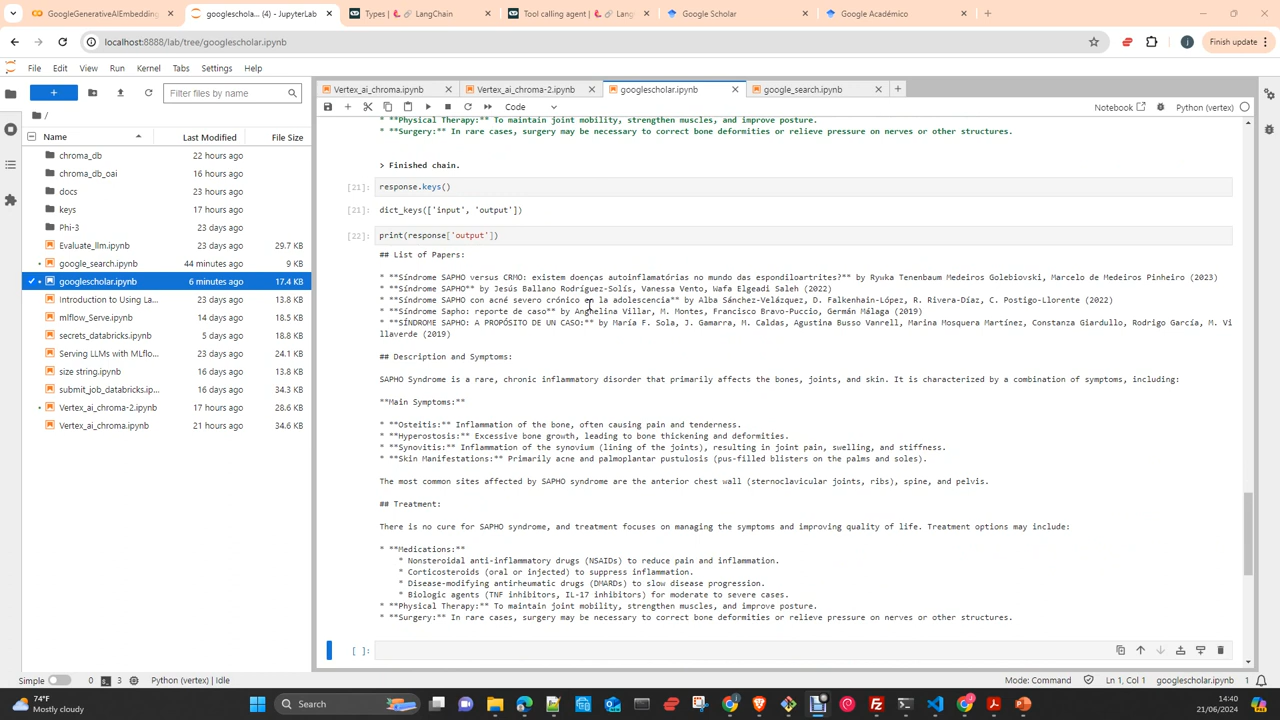 GoogleGenerativeAIEmbedding
googleschola... (4) - JupyterLab
Types | LangChain
Tool calling agent | Lang
Google Scholar
Google Académico
localhost:8888/lab/tree/googlescholar.ipynb
Finish update
File Edit View Run Kernel Tabs Settings Help
Filter files by name
Vertex_ai_chroma.ipynb
Vertex_ai_chroma-2.ipynb
googlescholar.ipynb
google_search.ipynb
Code
Notebook
Python (vertex)
/
Name Last Modified File Size
chroma_db 22 hours ago
chroma_db_oai 16 hours ago
docs 23 hours ago
keys 17 hours ago
Phi-3 23 days ago
Evaluate_llm.ipynb 23 days ago 29.7 KB
google_search.ipynb 44 minutes ago 9 KB
googlescholar.ipynb 6 minutes ago 17.4 KB
Introduction to Using La... 23 days ago 13.8 KB
mlflow_Serve.ipynb 14 days ago 18.5 KB
secrets_databricks.ip... 5 days ago 18.8 KB
Serving LLMs with MLflo... 23 days ago 24.1 KB
size string.ipynb 16 days ago 13.8 KB
submit_job_databricks.ip... 16 days ago 34.3 KB
Vertex_ai_chroma-2.ipynb 17 hours ago 28.6 KB
Vertex_ai_chroma.ipynb 21 hours ago 34.6 KB
* **Physical Therapy:** To maintain joint mobility, strengthen muscles, and improve posture.
* **Surgery:** In rare cases, surgery may be necessary to correct bone deformities or relieve pressure on nerves or other structures.
> Finished chain.
[21]: response.keys()
[21]: dict_keys(['input', 'output'])
[22]: print(response['output'])
## List of Papers:
* **Síndrome SAPHO versus CRMO: existem doenças autoinflamatórias no mundo das espondiloartrites?** by Ryuka Tenenbaum Medeiros Golebiovski, Marcelo de Medeiros Pinheiro (2023)
* **Síndrome SAPHO** by Jesús Ballano Rodríguez-Solís, Vanessa Vento, Wafa Elgeadi Saleh (2022)
* **Síndrome SAPHO con acné severo crónico en la adolescencia** by Alba Sánchez-Velázquez, D. Falkenhain-López, R. Rivera-Díaz, C. Postigo-Llorente (2022)
* **Síndrome Sapho: reporte de caso** by Anghelina Villar, M. Montes, Francisco Bravo-Puccio, Germán Málaga (2019)
* **SÍNDROME SAPHO: A PROPÓSITO DE UN CASO:** by María F. Sola, J. Gamarra, M. Caldas, Agustina Busso Vanrell, Marina Mosquera Martínez, Constanza Giardullo, Rodrigo García, M. Vi
llaverde (2019)
## Description and Symptoms:
SAPHO Syndrome is a rare, chronic inflammatory disorder that primarily affects the bones, joints, and skin. It is characterized by a combination of symptoms, including:
**Main Symptoms:**
* **Osteitis:** Inflammation of the bone, often causing pain and tenderness.
* **Hyperostosis:** Excessive bone growth, leading to bone thickening and deformities.
* **Synovitis:** Inflammation of the synovium (lining of the joints), resulting in joint pain, swelling, and stiffness.
* **Skin Manifestations:** Primarily acne and palmoplantar pustulosis (pus-filled blisters on the palms and soles).
The most common sites affected by SAPHO syndrome are the anterior chest wall (sternoclavicular joints, ribs), spine, and pelvis.
## Treatment:
There is no cure for SAPHO syndrome, and treatment focuses on managing the symptoms and improving quality of life. Treatment options may include:
* **Medications:**
* Nonsteroidal anti-inflammatory drugs (NSAIDs) to reduce pain and inflammation.
* Corticosteroids (oral or injected) to suppress inflammation.
* Disease-modifying antirheumatic drugs (DMARDs) to slow disease progression.
* Biologic agents (TNF inhibitors, IL-17 inhibitors) for moderate to severe cases.
* **Physical Therapy:** To maintain joint mobility, strengthen muscles, and improve posture.
* **Surgery:** In rare cases, surgery may be necessary to correct bone deformities or relieve pressure on nerves or other structures.
[ ]:
Simple 0 3 Python (vertex) | Idle
Mode: Command Ln 1, Col 1 googlescholar.ipynb 1
74°F
Mostly cloudy
Search
14:40
21/06/2024